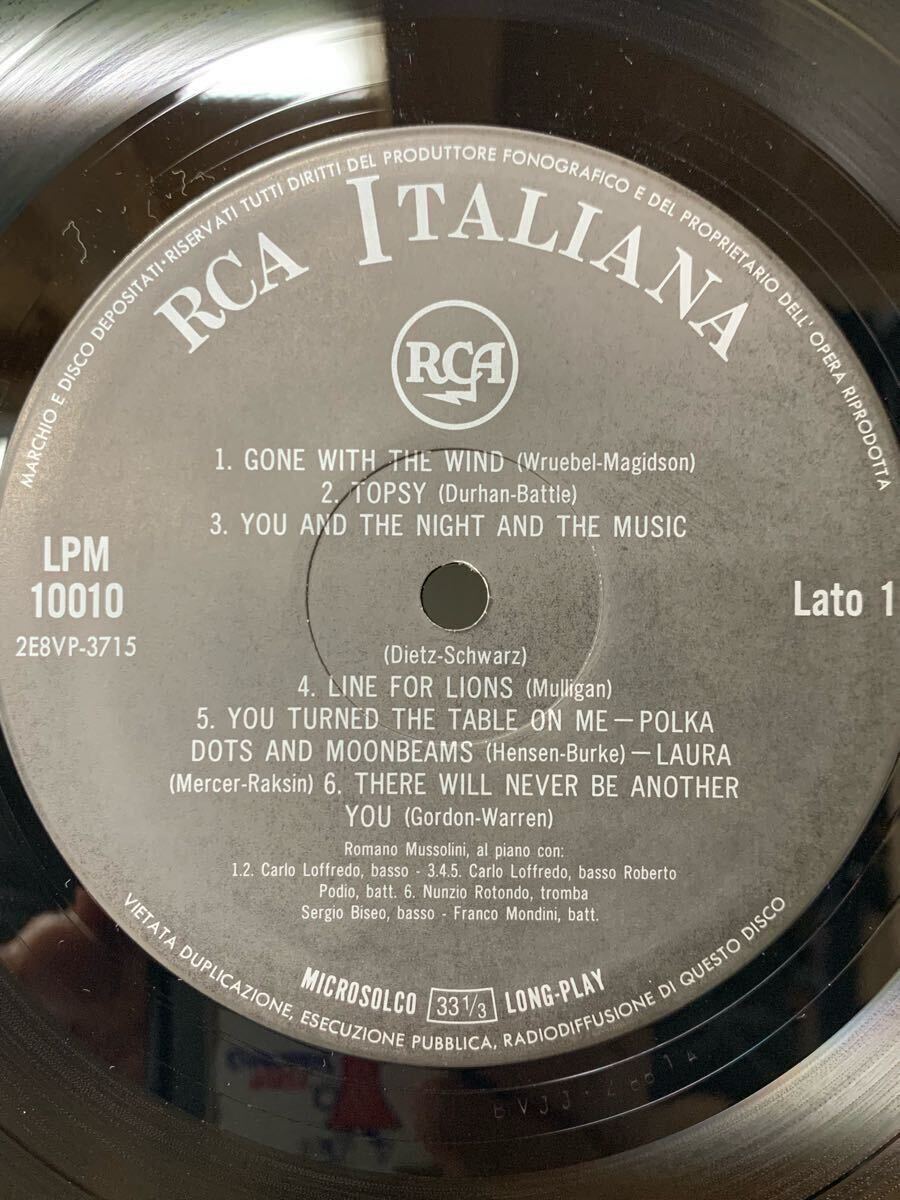 MARCHIO E DISCO DEPOSITATI • RISERVATI TUTTI DIRITTI DEL PRODUTTORE FONOGRAFICO E DEL PROPRIETARIO DELL' OPERA RIPRODOTTA
RCA ITALIANA
RCA
1. GONE WITH THE WIND (Wruebel-Magidson)
2. TOPSY (Durhan-Battle)
3. YOU AND THE NIGHT AND THE MUSIC
LPM
10010
2E8VP-3715
Lato 1
(Dietz-Schwarz)
4. LINE FOR LIONS (Mulligan)
5. YOU TURNED THE TABLE ON ME — POLKA
DOTS AND MOONBEAMS (Hensen-Burke) — LAURA
(Mercer-Raksin) 6. THERE WILL NEVER BE ANOTHER
YOU (Gordon-Warren)
Romano Mussolini, al piano con:
1.2. Carlo Loffredo, basso - 3.4.5. Carlo Loffredo, basso Roberto
Podio, batt. 6. Nunzio Rotondo, tromba
Sergio Biseo, basso - Franco Mondini, batt.
MICROSOLCO 33 1/3 LONG-PLAY
VIETATA DUPLICAZIONE, ESECUZIONE PUBBLICA, RADIODIFFUSIONE DI QUESTO DISCO